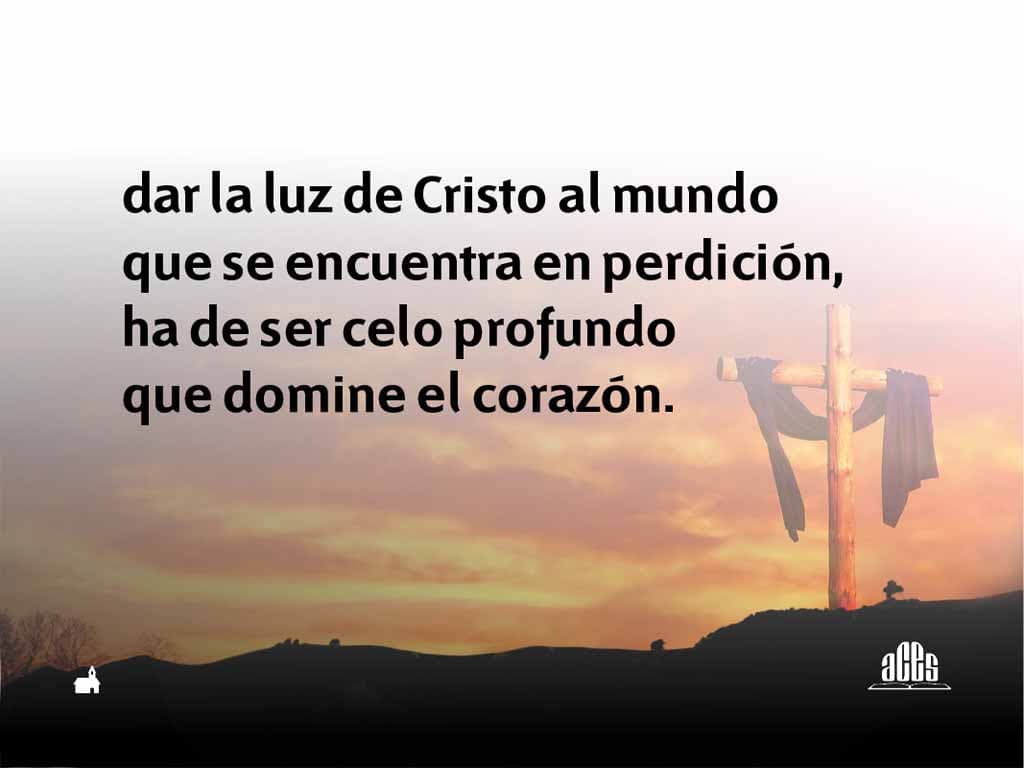 dar la luz de Cristo al mundo
que se encuentra en perdición,
ha de ser celo profundo
que domine el corazón.
aces